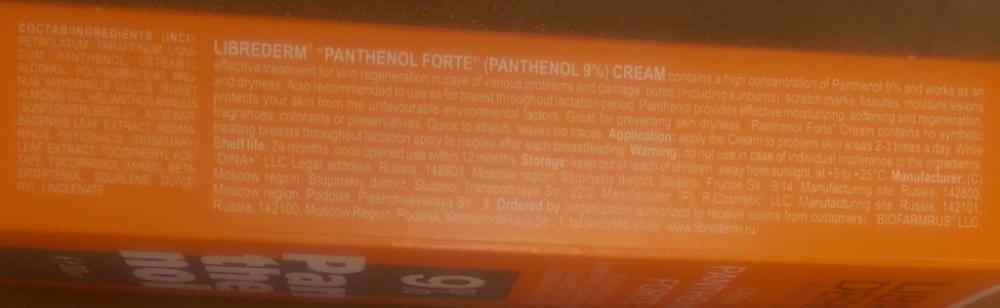 СОСТАВ/INGREDIENTS (INCI):
PETROLATUM, PARAFFINUM LIQUI-
DUM, PANTHENOL, CETEARYL
ALCOHOL, POLYSORBATE-60, PRU-
NUS AMYGDALUS DULCIS (SWEET
ALMOND) OIL, HELIANTHUS ANNUUS
(SUNFLOWER) SEED OIL, ALOE BAR-
BADENSIS LEAF EXTRACT, ROSMA-
RINUS OFFICINALIS (ROSEMARY)
LEAF EXTRACT, TOCOPHERYL ACE-
TATE, TOCOPHEROL (MIXED), BETA-
SITOSTEROL, SQUALENE, GLYCE-
RYL LINOLENATE
LIBREDERM® "PANTHENOL FORTE" (PANTHENOL 9%) CREAM contains a high concentration of Panthenol 9% and works as an
effective treatment for skin regeneration in case of various problems and damage: burns (including sunburns), scratch marks, fissures, moisture lesions
and dryness. Also recommended to use as for breast throughout lactation period. Panthenol provides effective moisturizing, softening and regeneration,
protects your skin from the unfavourable environmental factors. Great for preventing skin dryness. "Panthenol Forte" Cream contains no synthetic
fragrances, colorants or preservatives. Quick to absorb, leaves no traces. Application: apply the Cream to problem skin areas 2-3 times a day. While
treating breasts throughout lactation apply to nipples after each breastfeeding. Warning: do not use in case of individual intolerance to the ingredients.
Shelf life: 24 months, once opened use within 12 months. Storage: keep out of reach of children, away from sunlight, at +5 to +25°C. Manufacturer: (C)
"DINA+" LLC Legal address: Russia, 142803, Moscow region, Stupinskiy district, Stupino, Frunze Str., 9/14. Manufacturing site: Russia, 142800,
Moscow region, Stupinskiy district, Stupino, Transportnaya Str., 22/2. Manufacturer: (P) "R.Cosmetic" LLC. Manufacturing site: Russia, 142101,
Moscow region, Podolsk, Pleshcheevskaya Str., 9. Ordered by (organization authorized to receive claims from customers): "BIOFARMRUS" LLC,
Russia, 142100, Moscow Region, Podolsk, Komsomolskaya Str., 1, tel. www.librederm.ru
9%
Pan
the
nol
PANTHE
FORTE